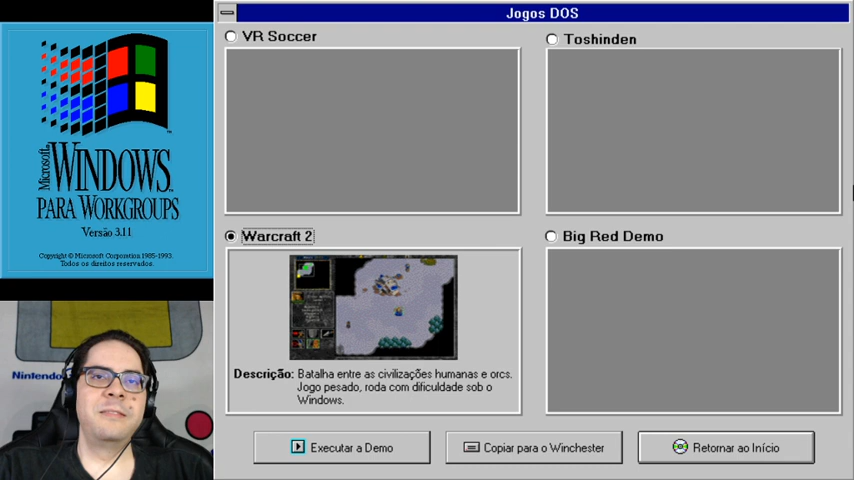 Jogos DOS
VR Soccer
Toshinden
Microsoft
WINDOWS
PARA WORKGROUPS
Versão 3.11
Copyright © Microsoft Corporation 1985-1993.
Todos os direitos reservados.
Warcraft 2
Big Red Demo
Descrição: Batalha entre as civilizações humanas e orcs.
Jogo pesado, roda com dificuldade sob o
Windows.
Nintendo
Executar a Demo
Copiar para o Winchester
Retornar ao Início